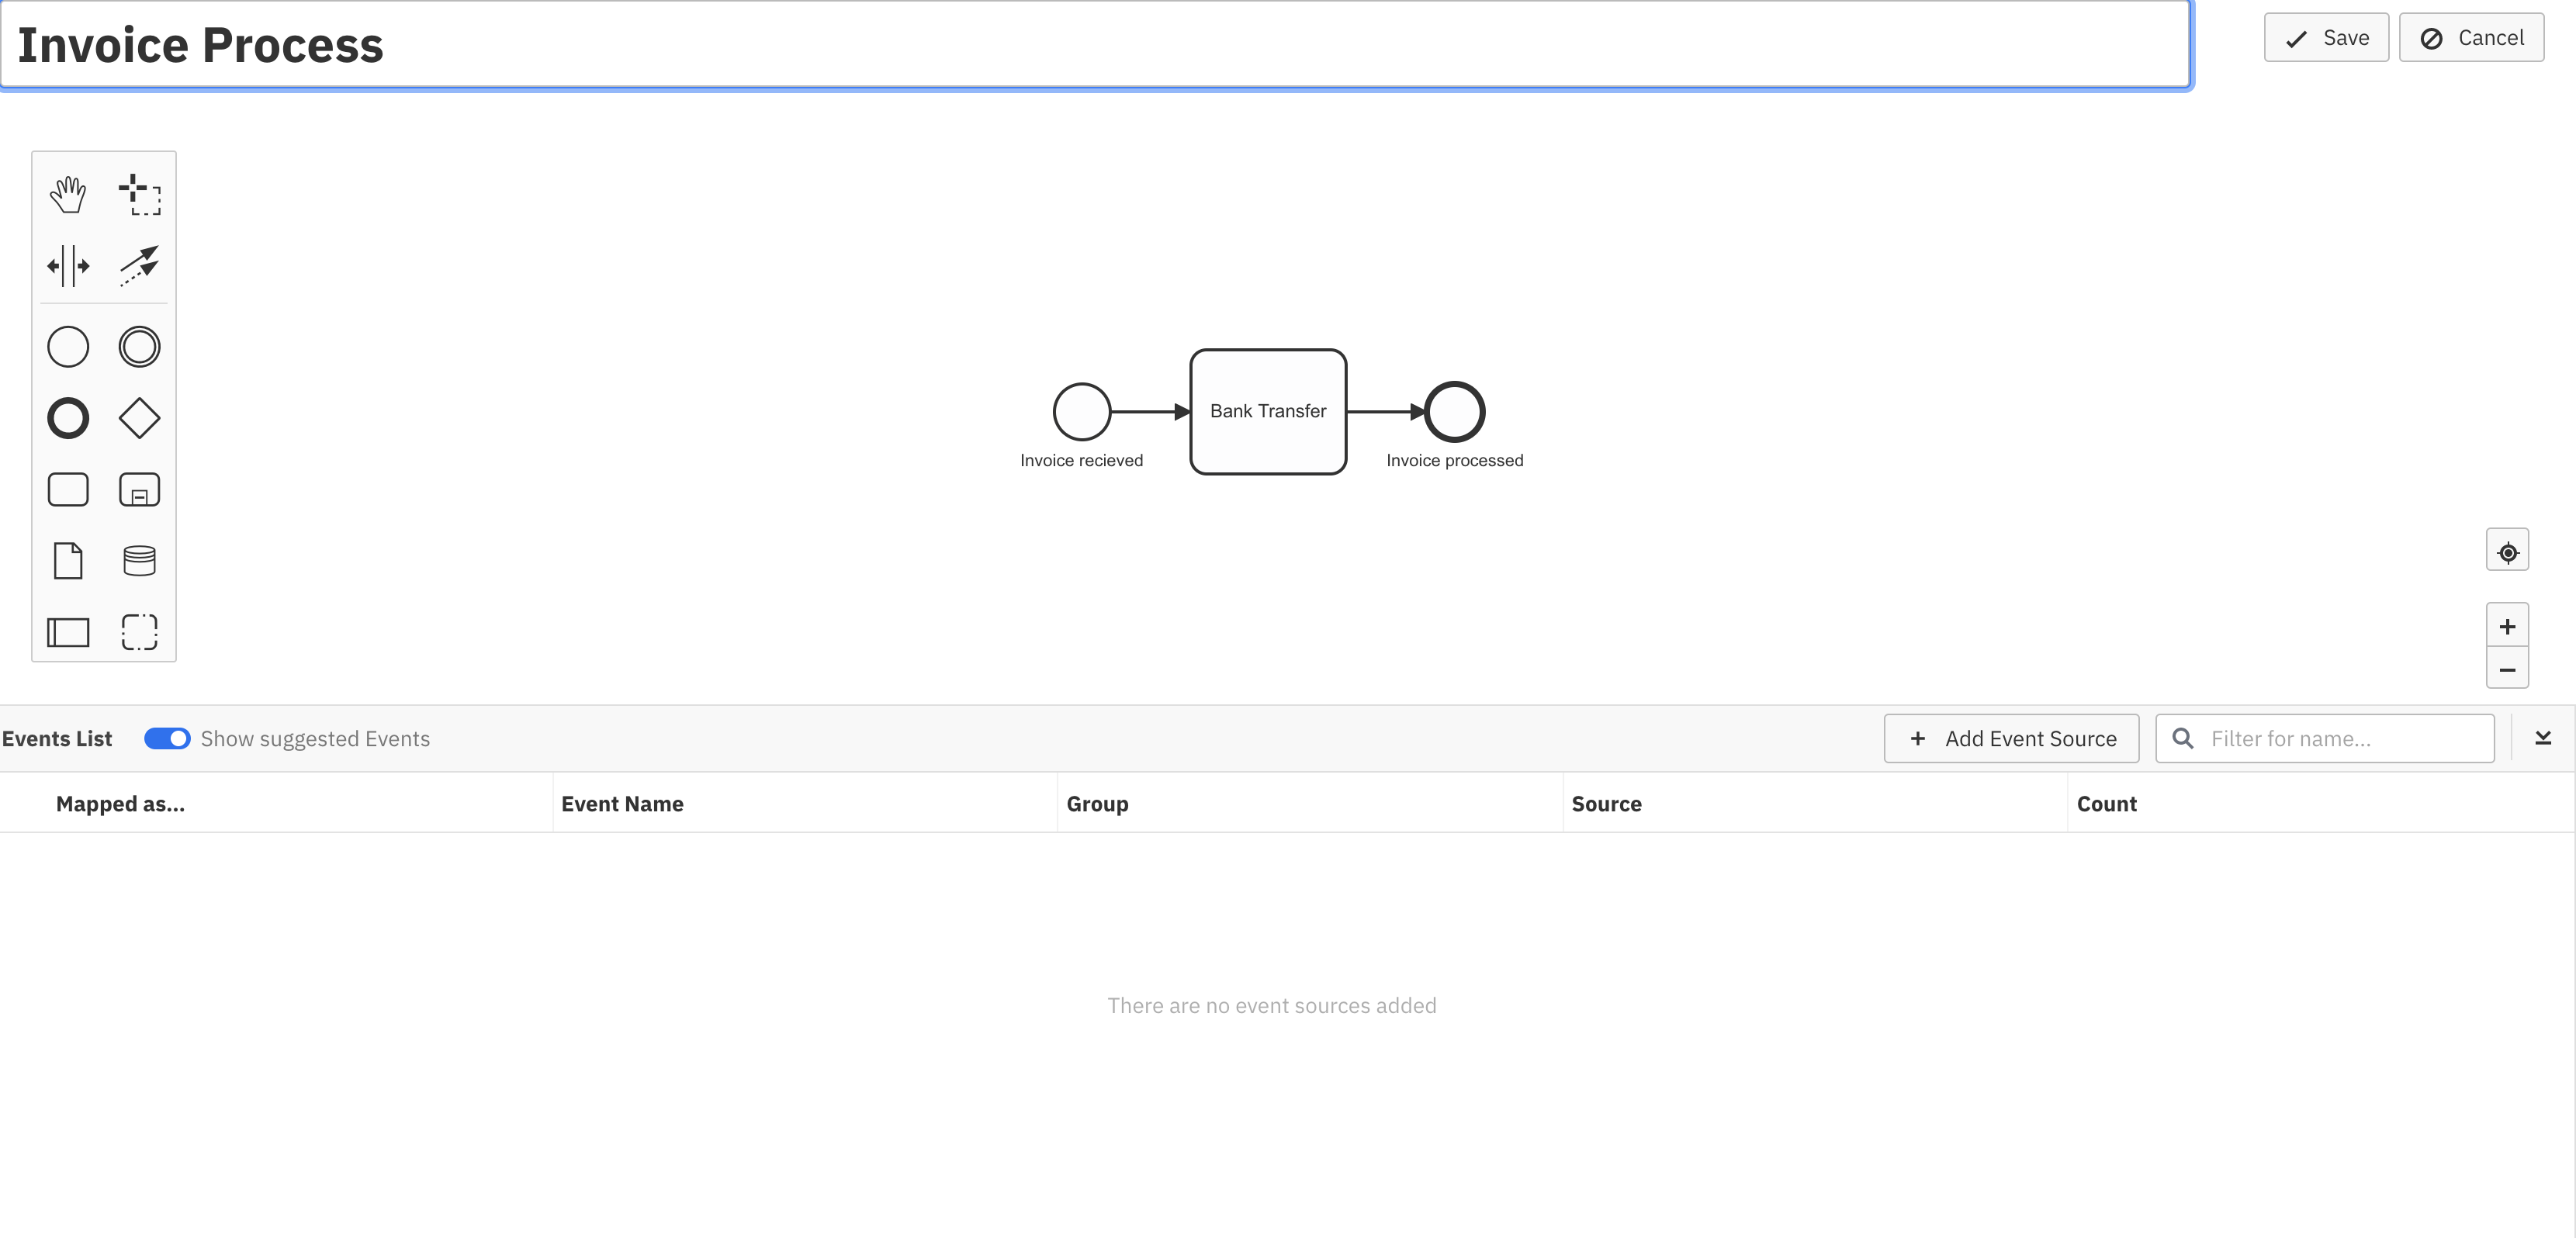 Invoice Process
Save
Cancel
Bank Transfer
Invoice recieved
Invoice processed
Events List
Show suggested Events
Add Event Source
Filter for name...
Mapped as...
Event Name
Group
Source
Count
There are no event sources added